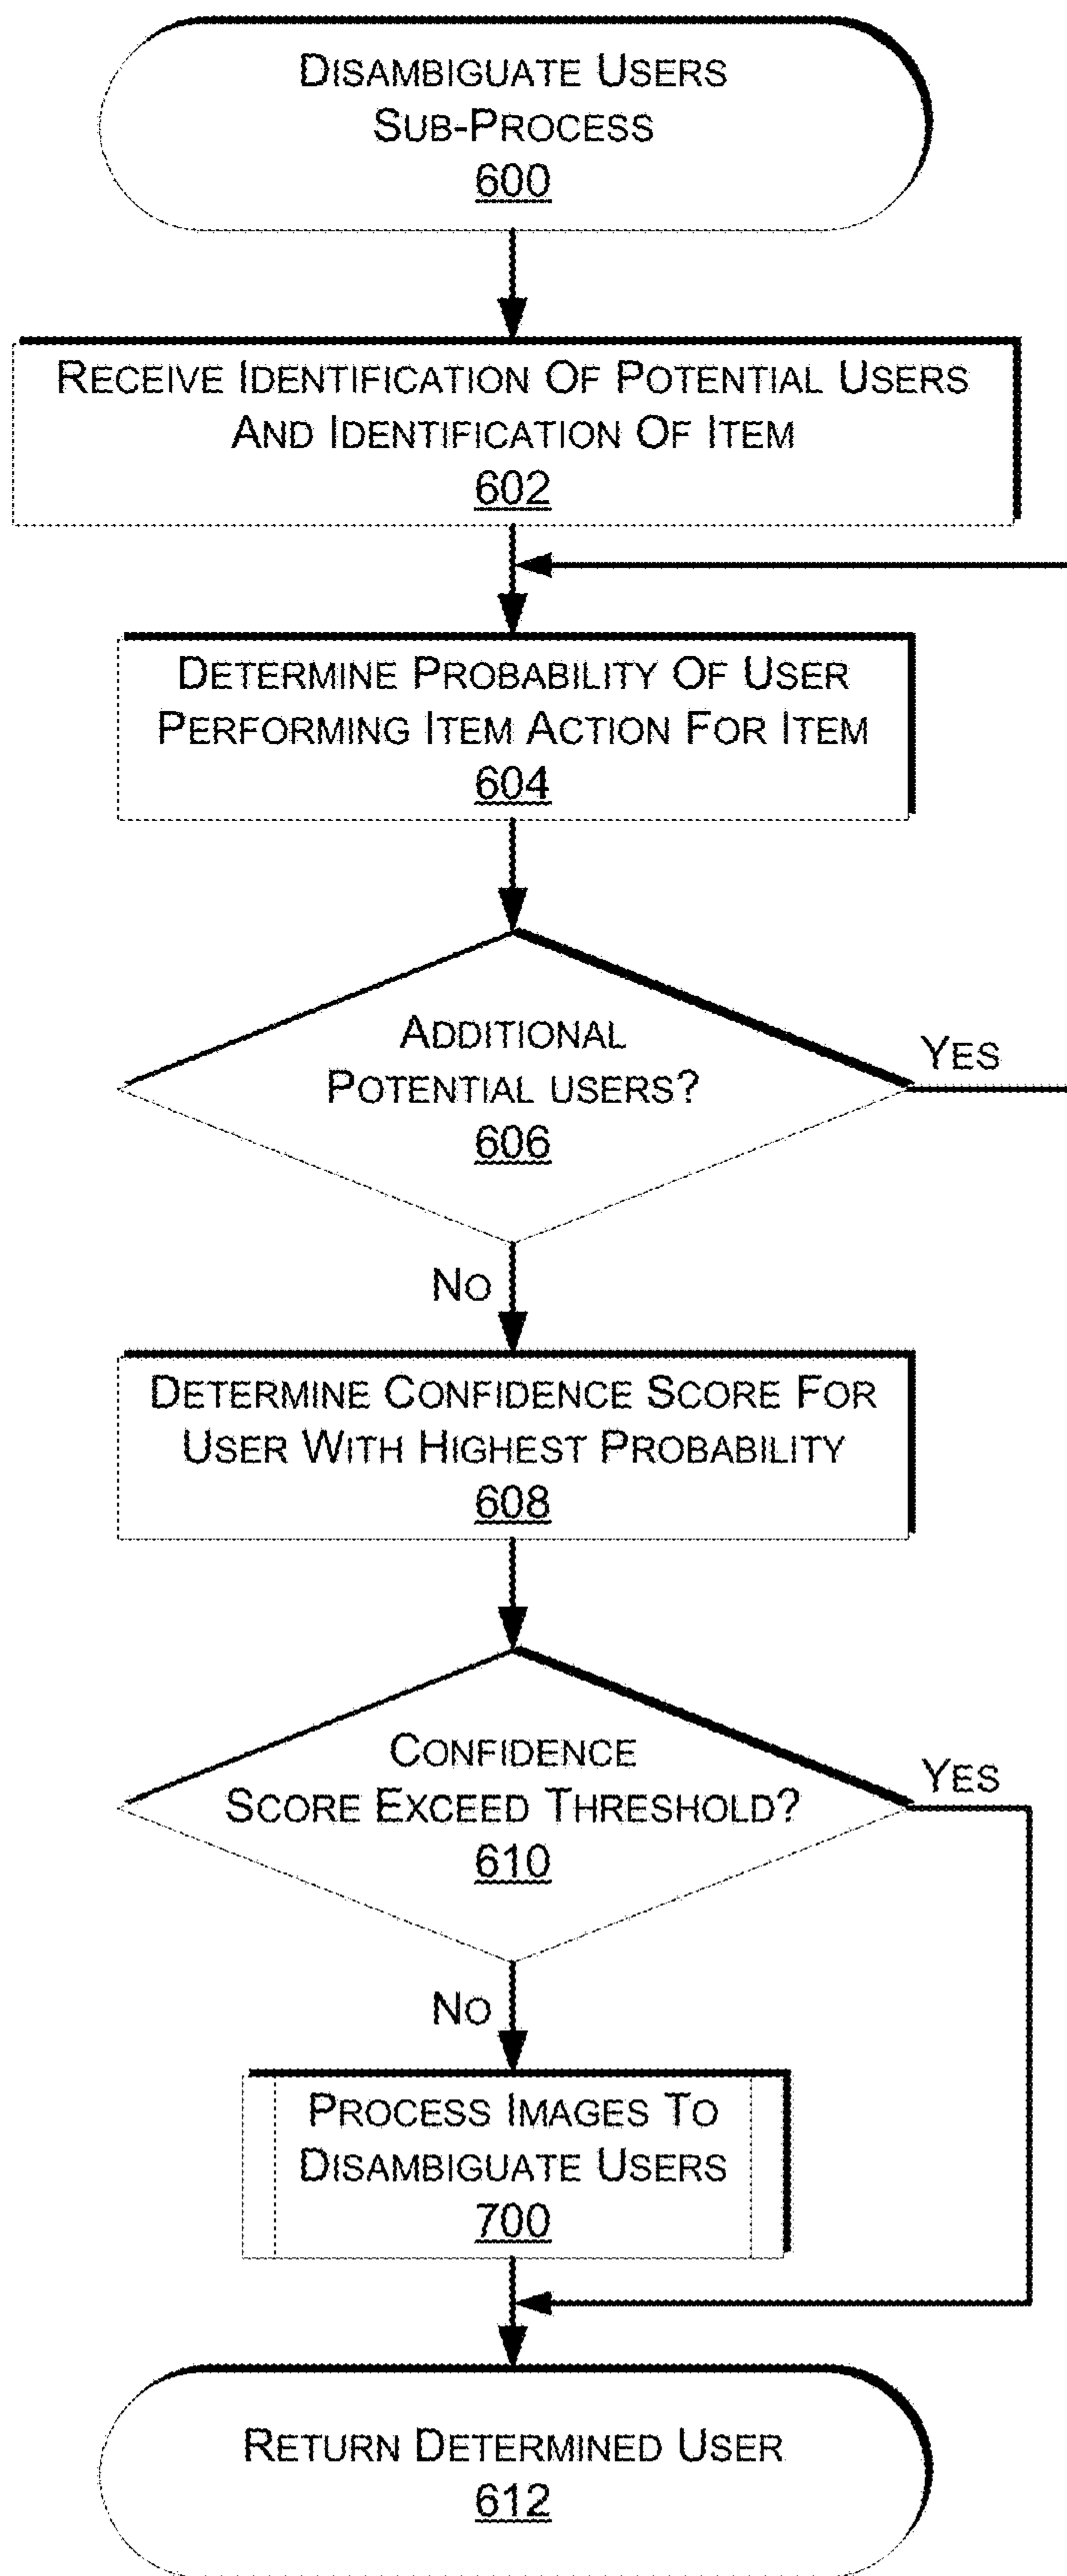 DISAMBIGUATE USERS
SUB-PROCESS
600
RECEIVE IDENTIFICATION OF POTENTIAL USERS
AND IDENTIFICATION OF ITEM
602
DETERMINE PROBABILITY OF USER
PERFORMING ITEM ACTION FOR ITEM
604
ADDITIONAL
POTENTIAL USERS?
606
YES
NO
DETERMINE CONFIDENCE SCORE FOR
USER WITH HIGHEST PROBABILITY
608
CONFIDENCE
SCORE EXCEED THRESHOLD?
610
YES
NO
PROCESS IMAGES TO
DISAMBIGUATE USERS
700
RETURN DETERMINED USER
612